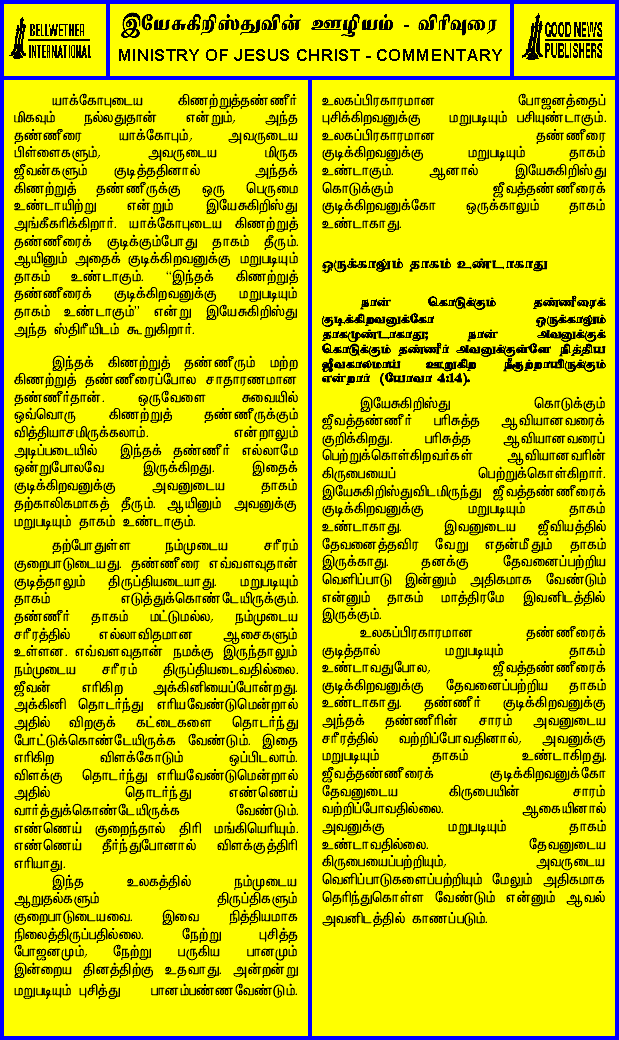 BELLWETHER
INTERNATIONAL
இயேசுகிறிஸ்துவின் ஊழியம் - விரிவுரை
MINISTRY OF JESUS CHRIST - COMMENTARY
GOOD NEWS
PUBLISHERS
யாக்கோபுடைய கிணற்றுத்தண்ணீர்
மிகவும் நல்லதுதான் என்றும், அந்த
தண்ணீரை யாக்கோபும், அவருடைய
பிள்ளைகளும், அவருடைய மிருக
ஜீவன்களும் குடித்ததினால் அந்தக்
கிணற்றுத் தண்ணீருக்கு ஒரு பெருமை
உண்டாயிற்று என்றும் இயேசுகிறிஸ்து
அங்கீகரிக்கிறார். யாக்கோபுடைய கிணற்றுத்
தண்ணீரைக் குடிக்கும்போது தாகம் தீரும்.
ஆயினும் அதைக் குடிக்கிறவனுக்கு மறுபடியும்
தாகம் உண்டாகும். “இந்தக் கிணற்றுத்
தண்ணீரைக் குடிக்கிறவனுக்கு மறுபடியும்
தாகம் உண்டாகும்” என்று இயேசுகிறிஸ்து
அந்த ஸ்திரீயிடம் கூறுகிறார்.
இந்தக் கிணற்றுத் தண்ணீரும் மற்ற
கிணற்றுத் தண்ணீரைப்போல சாதாரணமான
தண்ணீர்தான். ஒருவேளை சுவையில்
ஒவ்வொரு கிணற்றுத் தண்ணீருக்கும்
வித்தியாசமிருக்கலாம். என்றாலும்
அடிப்படையில் இந்தக் தண்ணீர் எல்லாமே
ஒன்றுபோலவே இருக்கிறது. இதைக்
குடிக்கிறவனுக்கு அவனுடைய தாகம்
தற்காலிகமாகத் தீரும். ஆயினும் அவனுக்கு
மறுபடியும் தாகம் உண்டாகும்.
தற்போதுள்ள நம்முடைய சரீரம்
குறைபாடுடையது. தண்ணீரை எவ்வளவுதான்
குடித்தாலும் திருப்தியடையாது. மறுபடியும்
தாகம் எடுத்துக்கொண்டேயிருக்கும்.
தண்ணீர் தாகம் மட்டுமல்ல, நம்முடைய
சரீரத்தில் எல்லாவிதமான ஆசைகளும்
உள்ளன. எவ்வளவுதான் நமக்கு இருந்தாலும்
நம்முடைய சரீரம் திருப்தியடைவதில்லை.
ஜீவன் எரிகிற அக்கினியைப்போன்றது.
அக்கினி தொடர்ந்து எரியவேண்டுமென்றால்
அதில் விறகுக் கட்டைகளை தொடர்ந்து
போட்டுக்கொண்டேயிருக்க வேண்டும். இதை
எரிகிற விளக்கோடும் ஒப்பிடலாம்.
விளக்கு தொடர்ந்து எரியவேண்டுமென்றால்
அதில் தொடர்ந்து எண்ணெய்
வார்த்துக்கொண்டேயிருக்க வேண்டும்.
எண்ணெய் குறைந்தால் திரி மங்கியெரியும்.
எண்ணெய் தீர்ந்துபோனால் விளக்குத்திரி
எரியாது.
இந்த உலகத்தில் நம்முடைய
ஆறுதல்களும் திருப்திகளும்
குறைபாடுடையவை. இவை நித்தியமாக
நிலைத்திருப்பதில்லை. நேற்று புசித்த
போஜனமும், நேற்று பருகிய பானமும்
இன்றைய தினத்திற்கு உதவாது. அன்றன்று
மறுபடியும் புசித்து பானம்பண்ணவேண்டும்.
உலகப்பிரகாரமான போஜனத்தைப்
புசிக்கிறவனுக்கு மறுபடியும் பசியுண்டாகும்.
உலகப்பிரகாரமான தண்ணீரை
குடிக்கிறவனுக்கு மறுபடியும் தாகம்
உண்டாகும். ஆனால் இயேசுகிறிஸ்து
கொடுக்கும் ஜீவத்தண்ணீரைக்
குடிக்கிறவனுக்கோ ஒருக்காலும் தாகம்
உண்டாகாது.
ஒருக்காலும் தாகம் உண்டாகாது
நான் கொடுக்கும் தண்ணீரைக்
குடிக்கிறவனுக்கோ ஒருக்காலும்
தாகமுண்டாகாது; நான் அவனுக்குக்
கொடுக்கும் தண்ணீர் அவனுக்குள்ளே நித்திய
ஜீவகாலமாய் ஊறுகிற நீரூற்றாயிருக்கும்
என்றார் (யோவா 4:14).
இயேசுகிறிஸ்து கொடுக்கும்
ஜீவத்தண்ணீர் பரிசுத்த ஆவியானவரைக்
குறிக்கிறது. பரிசுத்த ஆவியானவரைப்
பெற்றுக்கொள்கிறவர்கள் ஆவியானவரின்
கிருபையைப் பெற்றுக்கொள்கிறார்.
இயேசுகிறிஸ்துவிடமிருந்து ஜீவத்தண்ணீரைக்
குடிக்கிறவனுக்கு மறுபடியும் தாகம்
உண்டாகாது. இவனுடைய ஜீவியத்தில்
தேவனைத்தவிர வேறு எதன்மீதும் தாகம்
இருக்காது. தனக்கு தேவனைப்பற்றிய
வெளிப்பாடு இன்னும் அதிகமாக வேண்டும்
என்னும் தாகம் மாத்திரமே இவனிடத்தில்
இருக்கும்.
உலகப்பிரகாரமான தண்ணீரைக்
குடித்தால் மறுபடியும் தாகம்
உண்டாவதுபோல, ஜீவத்தண்ணீரைக்
குடிக்கிறவனுக்கு தேவனைப்பற்றிய தாகம்
உண்டாகாது. தண்ணீர் குடிக்கிறவனுக்கு
அந்தக் தண்ணீரின் சாரம் அவனுடைய
சரீரத்தில் வற்றிப்போவதினால், அவனுக்கு
மறுபடியும் தாகம் உண்டாகிறது.
ஜீவத்தண்ணீரைக் குடிக்கிறவனுக்கோ
தேவனுடைய கிருபையின் சாரம்
வற்றிப்போவதில்லை. ஆகையினால்
அவனுக்கு மறுபடியும் தாகம்
உண்டாவதில்லை. தேவனுடைய
கிருபையைப்பற்றியும், அவருடைய
வெளிப்பாடுகளைப்பற்றியும் மேலும் அதிகமாக
தெரிந்துகொள்ள வேண்டும் என்னும் ஆவல்
அவனிடத்தில் காணப்படும்.